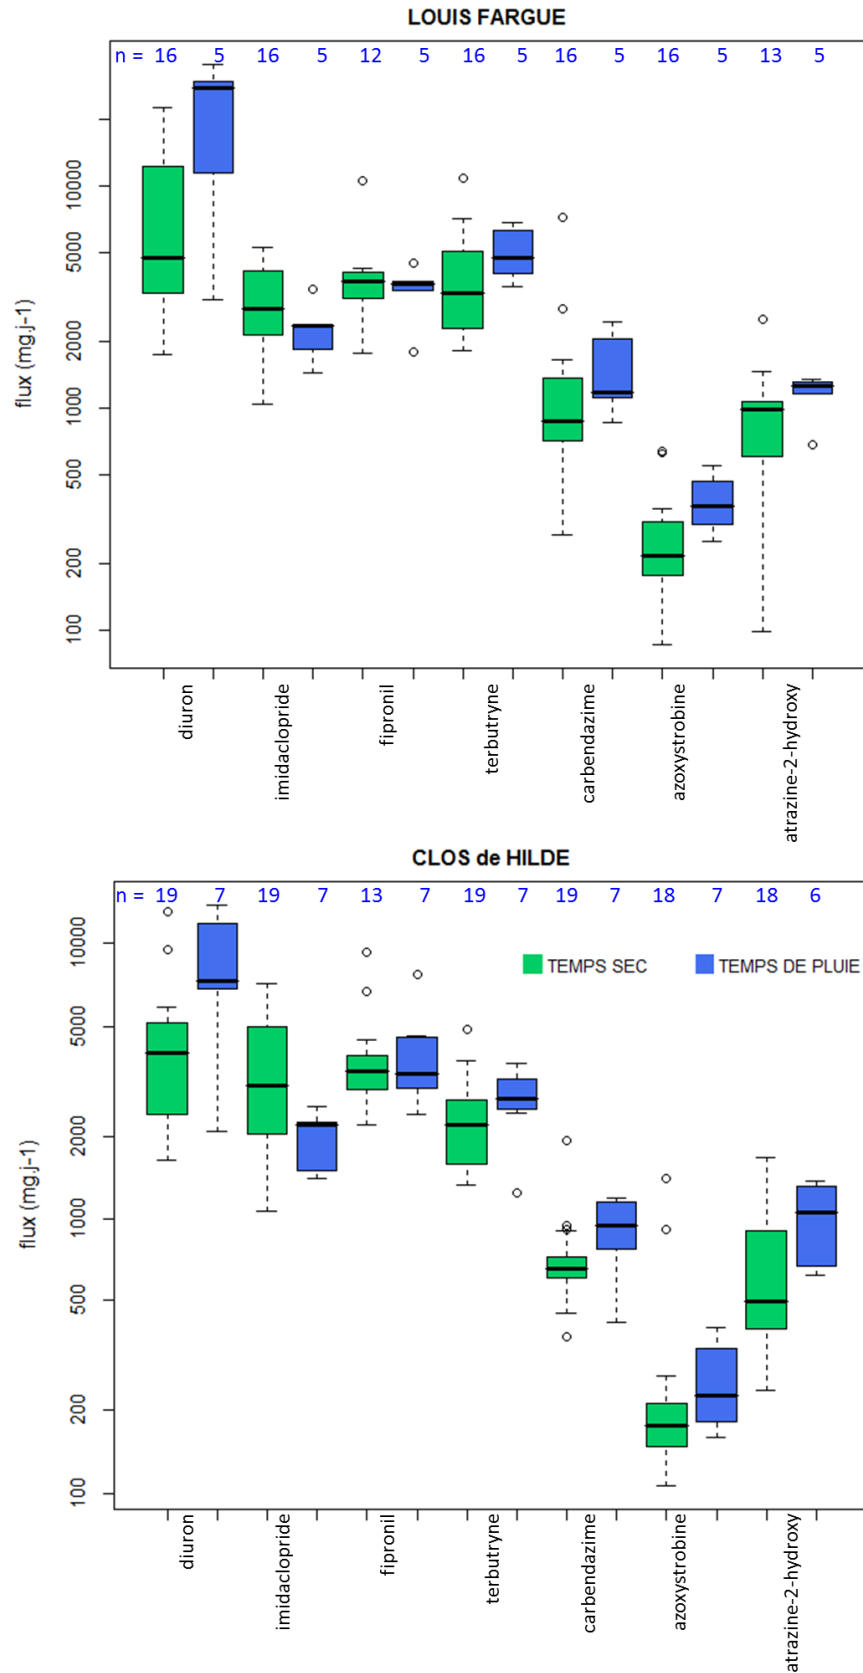 LOUIS FARGUE
n = 16 5 16 5 12 5 16 5 16 5 16 5 13 5
10000
5000
2000
1000
500
200
100
flux (mg.j-1)
diuron
imidaclopride
fipronil
terbutryne
carbendazime
azoxystrobine
atrazine-2-hydroxy
CLOS de HILDE
n = 19 7 19 7 13 7 19 7 19 7 18 7 18 6
TEMPS SEC TEMPS DE PLUIE
10000
5000
2000
1000
500
200
100
flux (mg.j-1)
diuron
imidaclopride
fipronil
terbutryne
carbendazime
azoxystrobine
atrazine-2-hydroxy